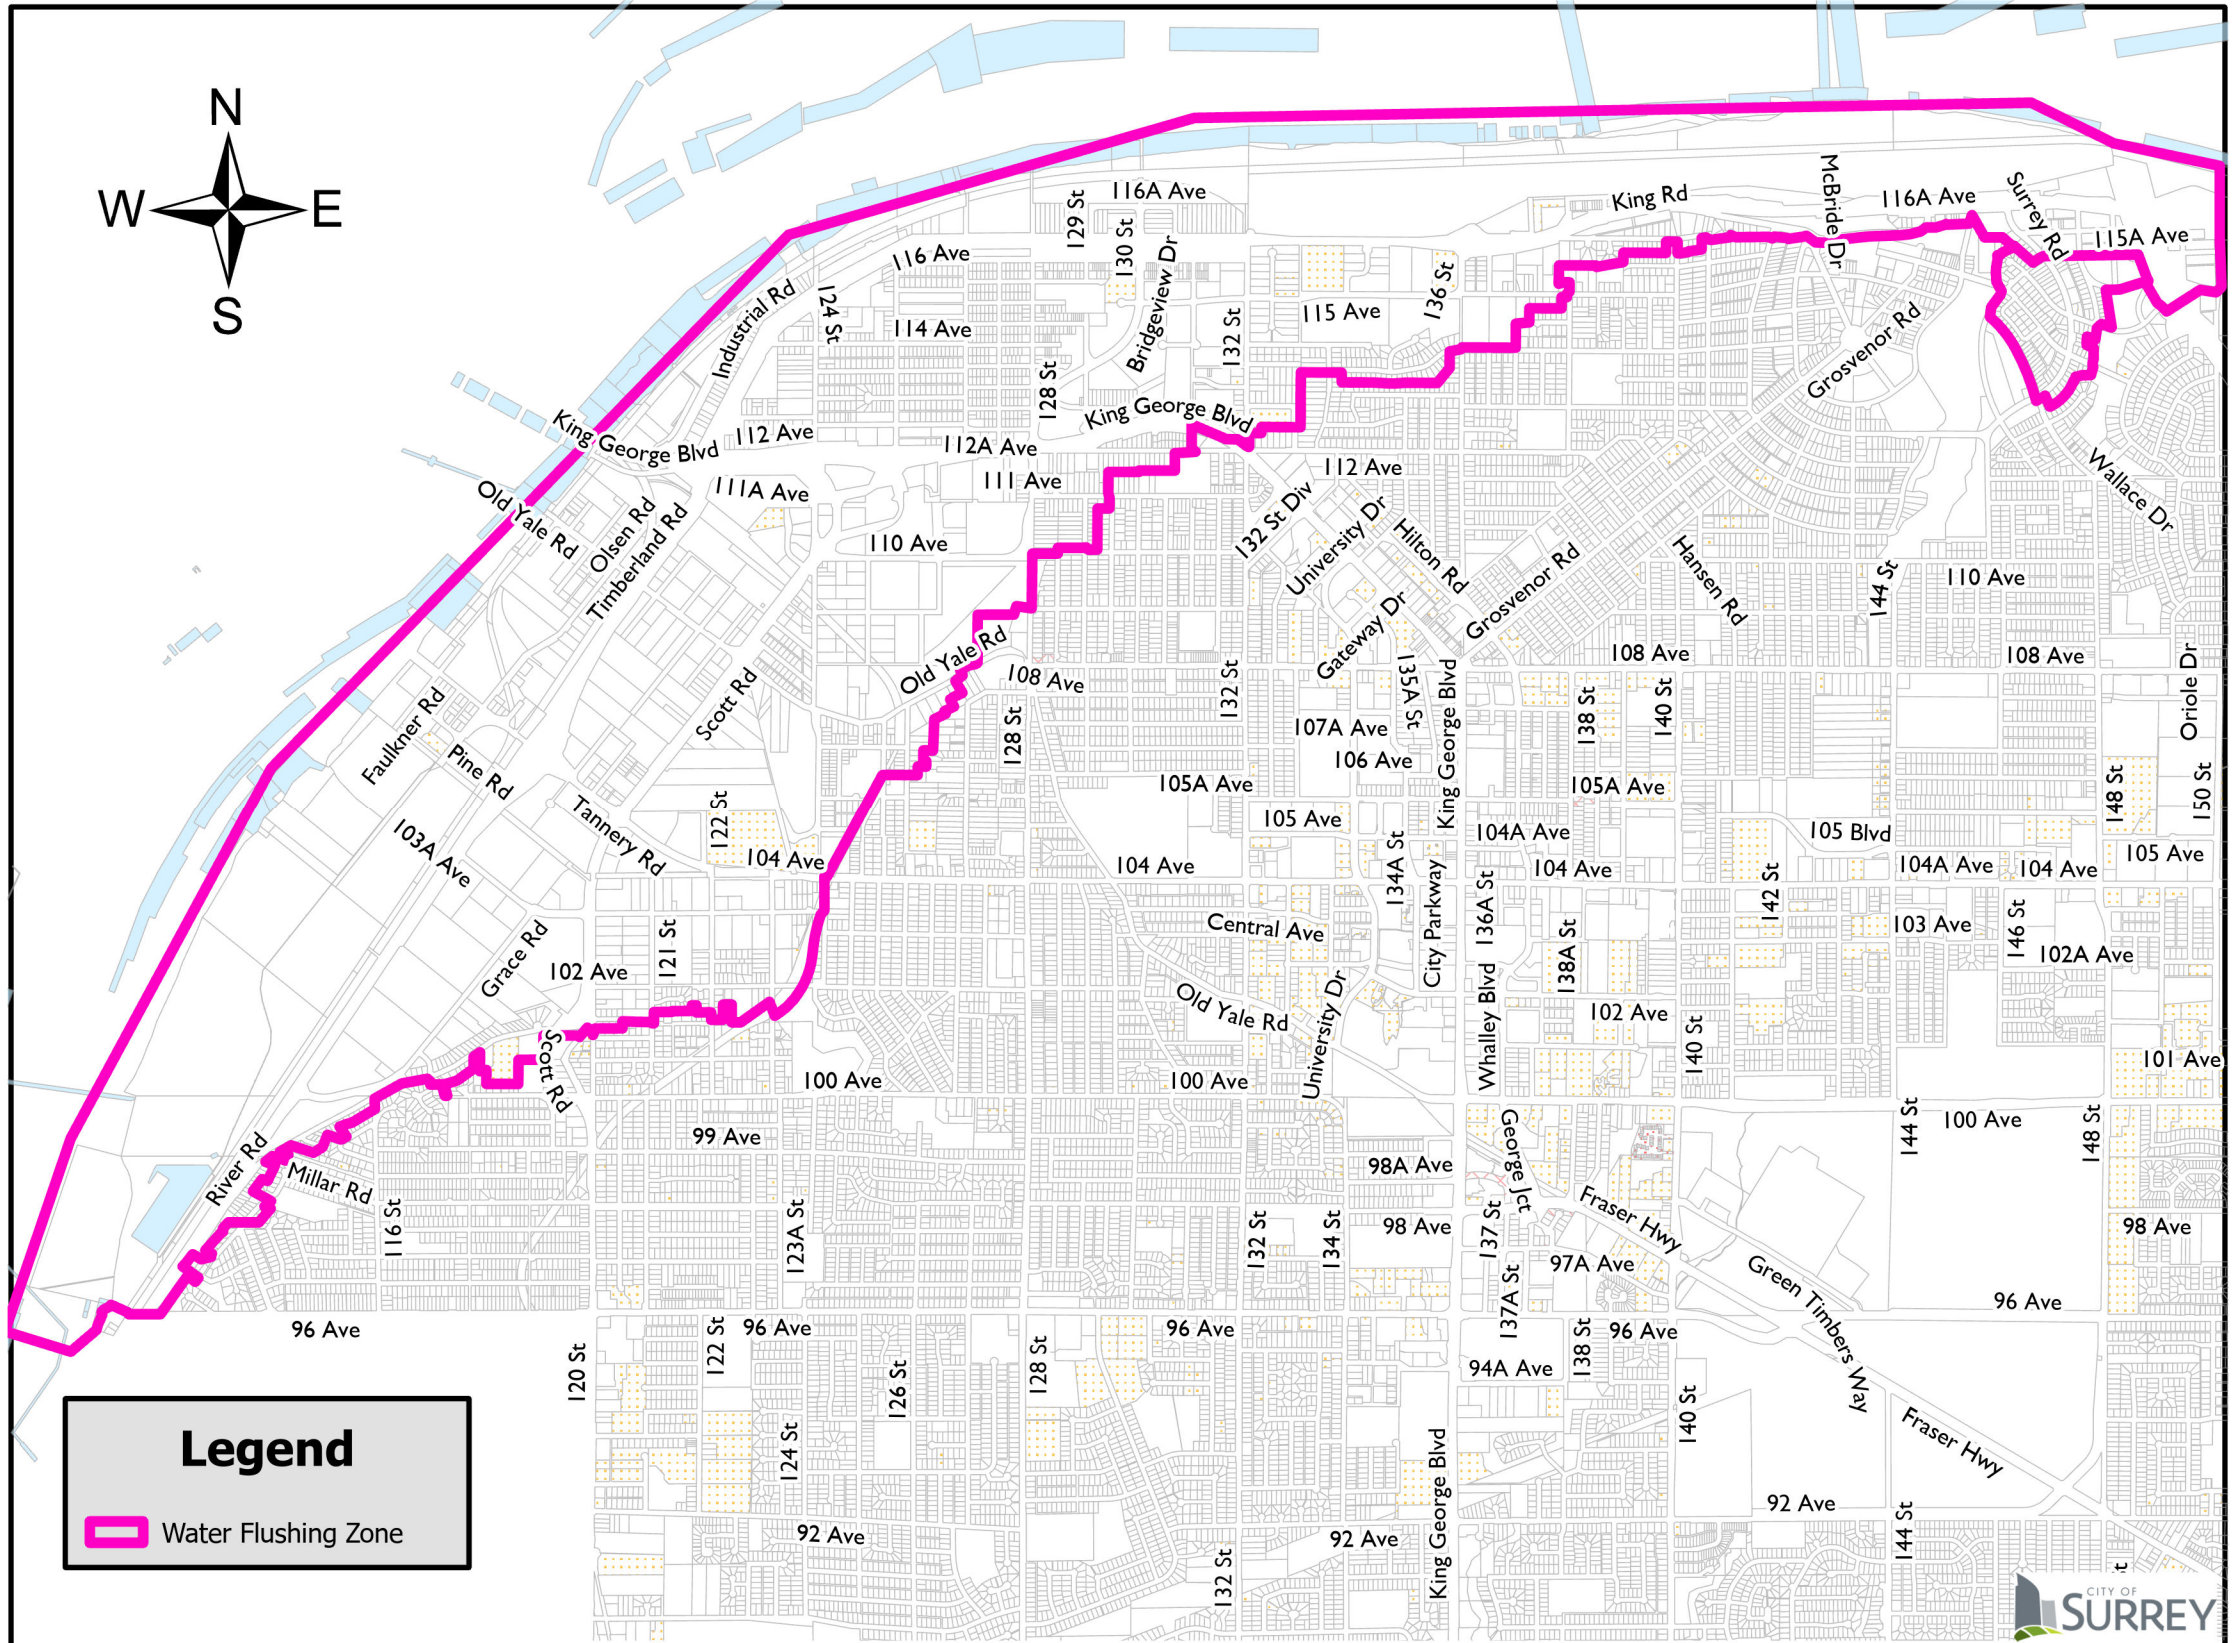 N
W E
S
116A Ave
129 St
130 St
Bridgeview Dr
King Rd
McBride Dr
116A Ave
Surrey Rd
115A Ave
116 Ave
Industrial Rd
124 St
114 Ave
128 St
132 St
115 Ave
136 St
Grosvenor Rd
King George Blvd
112 Ave
King George Blvd
112A Ave
111 Ave
112 Ave
Wallace Dr
Old Yale Rd
Olsen Rd
Timberland Rd
111A Ave
110 Ave
132 St Div
University Dr
Hilton Rd
Grosvenor Rd
Hansen Rd
144 St
110 Ave
Gateway Dr
Old Yale Rd
108 Ave
132 St
135A St
King George Blvd
108 Ave
108 Ave
Oriole Dr
Faulkner Rd
Pine Rd
Scott Rd
128 St
107A Ave
106 Ave
138 St
140 St
105A Ave
105A Ave
148 St
150 St
Tannery Rd
122 St
103A Ave
104 Ave
105 Ave
134A St
104A Ave
105 Blvd
104 Ave
104 Ave
104A Ave
104 Ave
105 Ave
City Parkway
136A St
142 St
Grace Rd
102 Ave
121 St
Central Ave
138A St
103 Ave
146 St
102A Ave
Old Yale Rd
University Dr
Whalley Blvd
102 Ave
140 St
101 Ave
Scott Rd
100 Ave
100 Ave
144 St
100 Ave
148 St
River Rd
Millar Rd
99 Ave
98A Ave
George Jct
116 St
123A St
132 St
134 St
98 Ave
137 St
Fraser Hwy
98 Ave
97A Ave
Green Timbers Way
137A St
96 Ave
96 Ave
96 Ave
96 Ave
96 Ave
120 St
122 St
128 St
126 St
138 St
94A Ave
140 St
124 St
King George Blvd
Fraser Hwy
92 Ave
92 Ave
92 Ave
132 St
144 St
Legend
Water Flushing Zone
CITY OF
SURREY